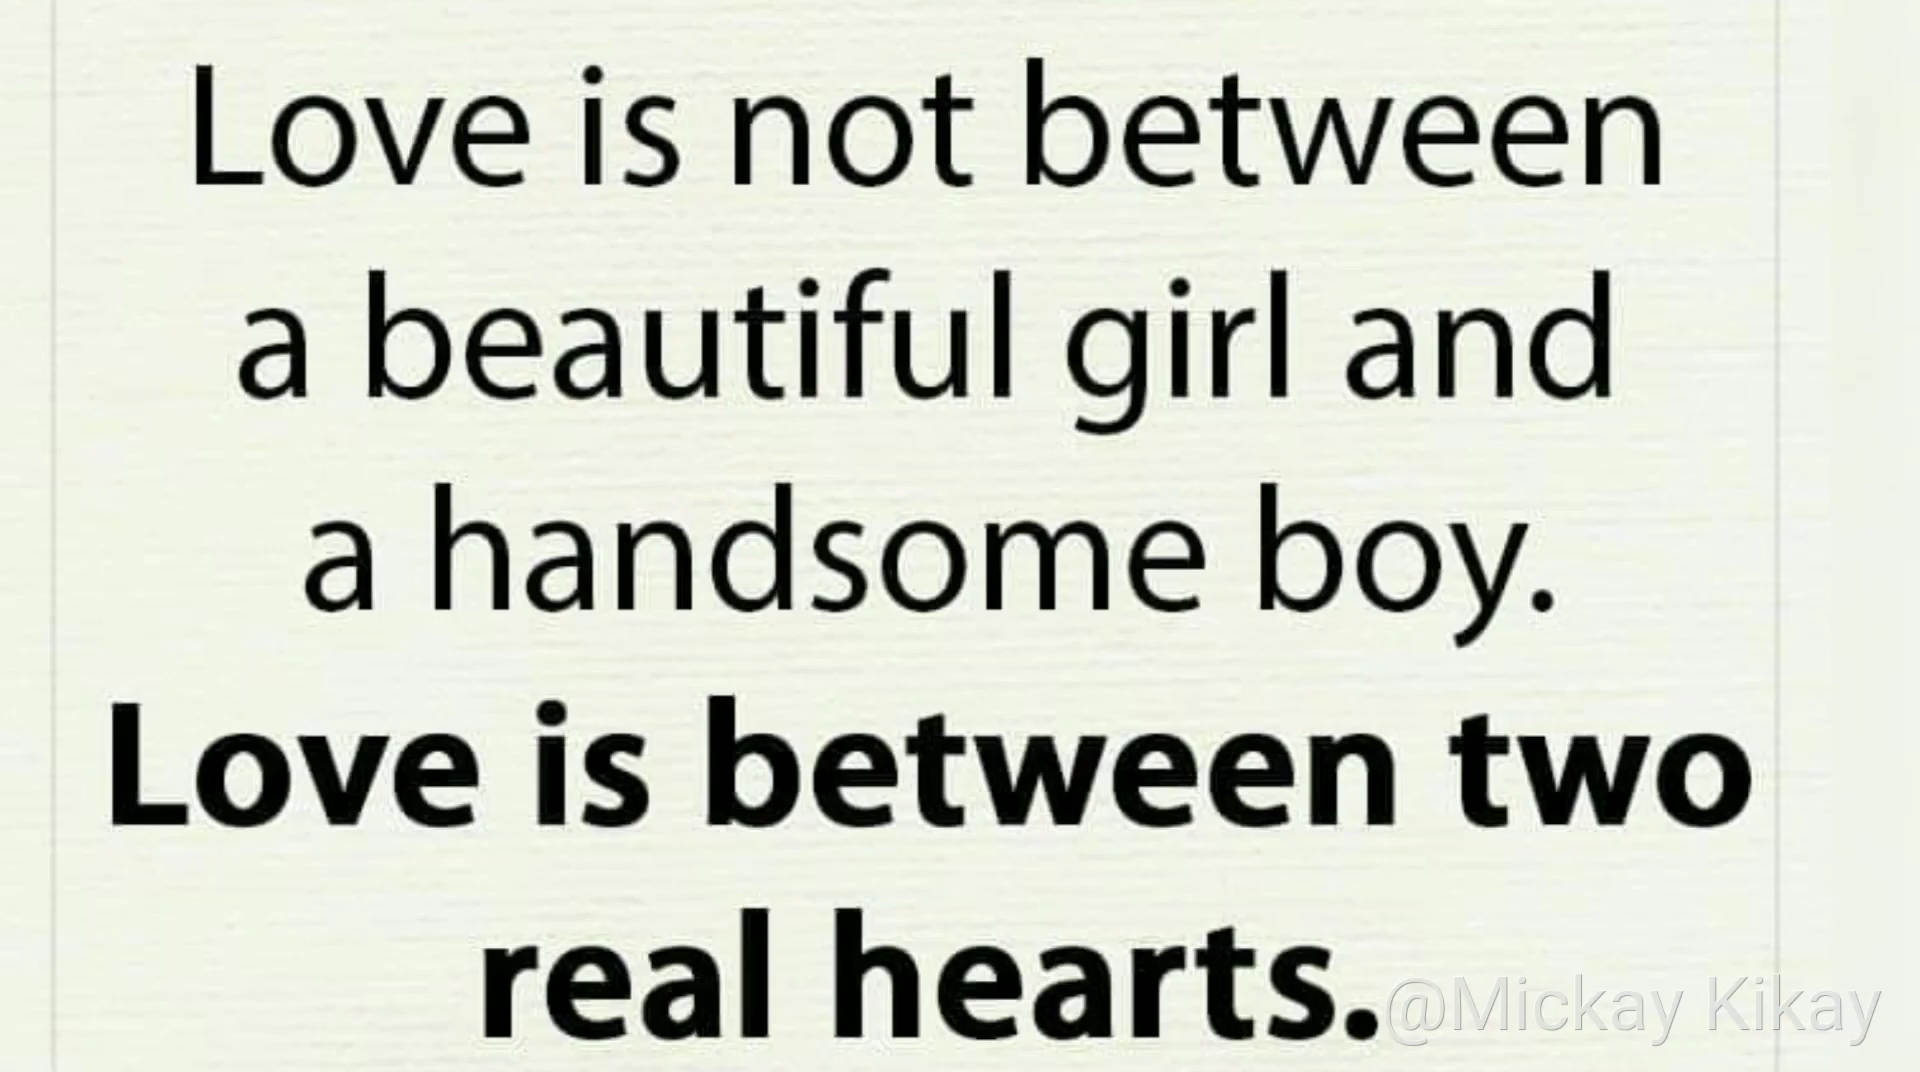 Love is not between
a beautiful girl and
a handsome boy.
Love is between two
real hearts.
@Mickay Kikay